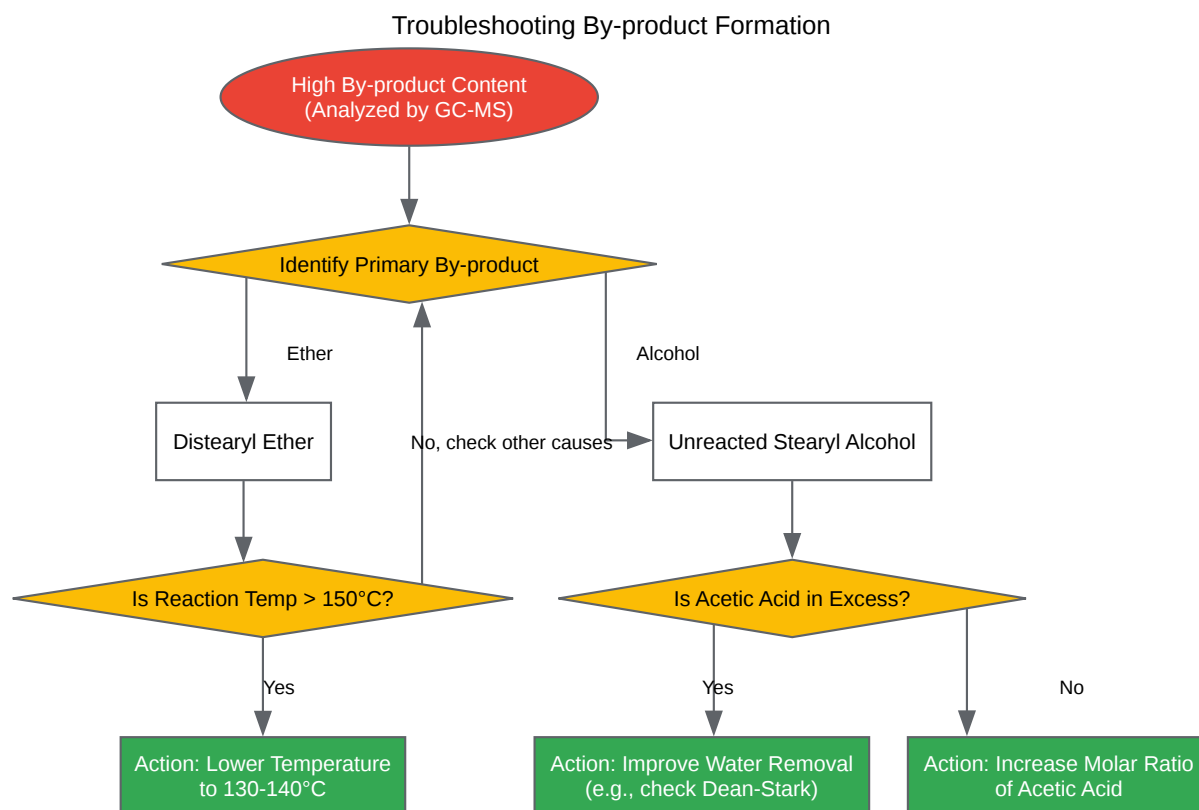 Troubleshooting By-product Formation
High By-product Content
(Analyzed by GC-MS)
Identify Primary By-product
Ether
Alcohol
Distearyl Ether
No, check other causes
Unreacted Stearyl Alcohol
Is Reaction Temp > 150°C?
Is Acetic Acid in Excess?
Yes
Yes
No
Action: Lower Temperature
to 130-140°C
Action: Improve Water Removal
(e.g., check Dean-Stark)
Action: Increase Molar Ratio
of Acetic Acid